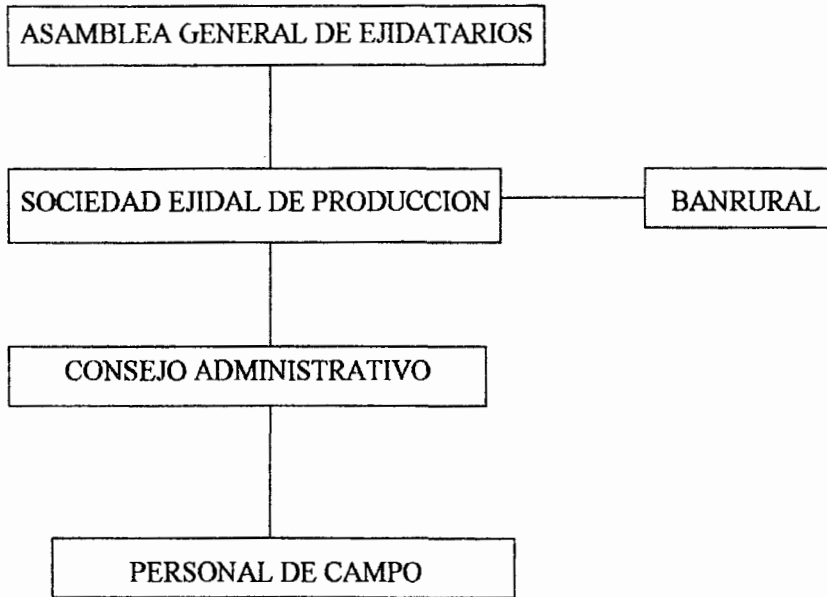 ASAMBLEA GENERAL DE EJIDATARIOS
SOCIEDAD EJIDAL DE PRODUCCION
BANRURAL
CONSEJO ADMINISTRATIVO
PERSONAL DE CAMPO